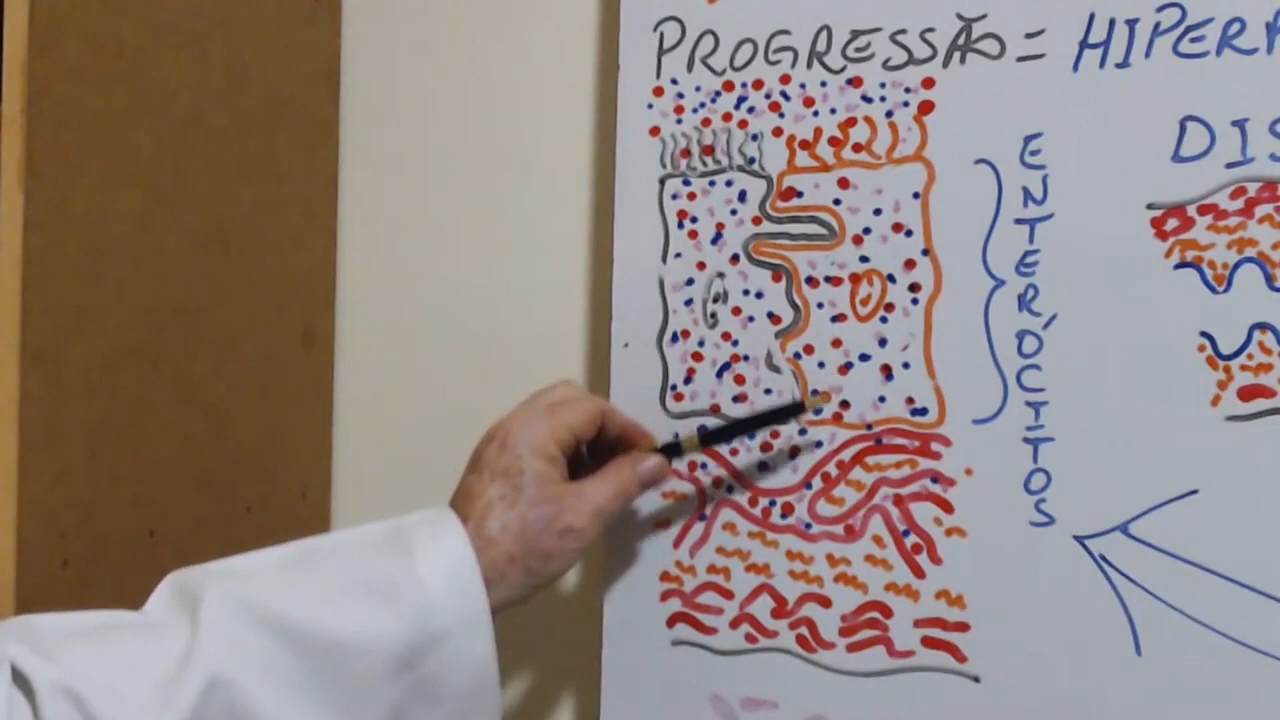 PROGRESSÃO = HIPER
DIS
ENTERÓCITOS